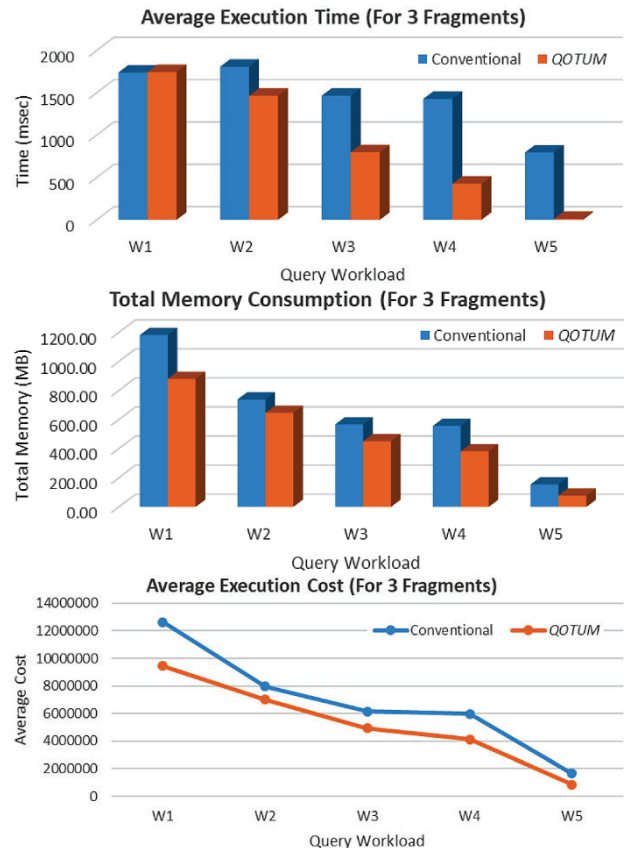 Average Execution Time (For 3 Fragments)
Conventional QOTUM
2000
1500
1000
500
0
Time (msec)
W1 W2 W3 W4 W5
Query Workload
Total Memory Consumption (For 3 Fragments)
Conventional QOTUM
1200.00
1000.00
800.00
600.00
400.00
200.00
0.00
Total Memory (MB)
W1 W2 W3 W4 W5
Query Workload
Average Execution Cost (For 3 Fragments)
Conventional QOTUM
14000000
12000000
10000000
8000000
6000000
4000000
2000000
0
Average Cost
W1 W2 W3 W4 W5
Query Workload